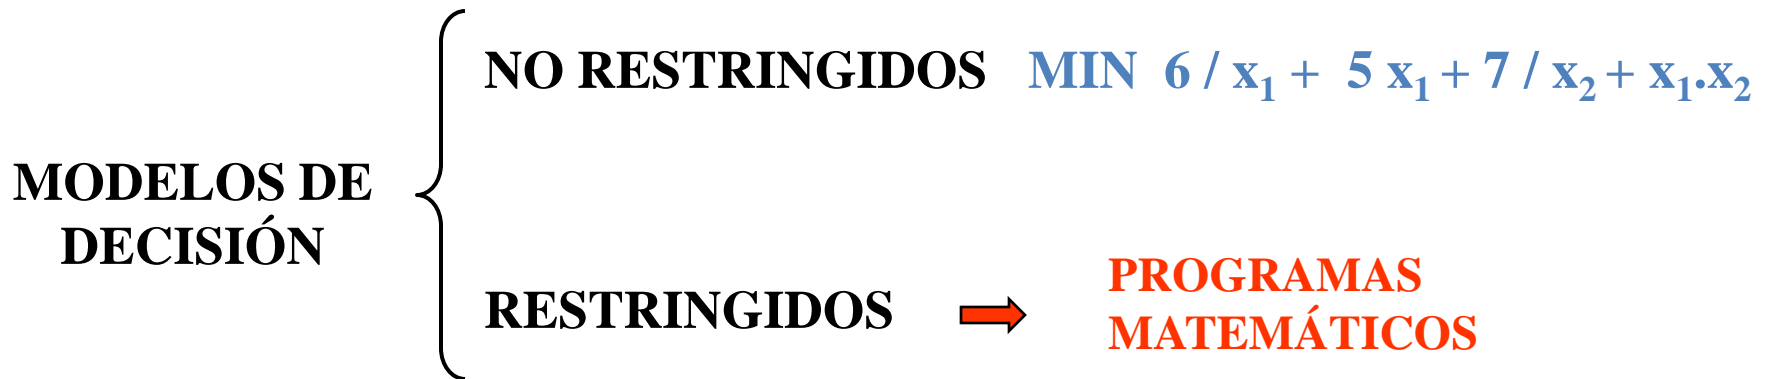 NO RESTRINGIDOS MIN 6 / x₁ + 5 x₁ + 7 / x₂ + x₁.x₂
MODELOS DE
DECISIÓN
RESTRINGIDOS
PROGRAMAS
MATEMÁTICOS